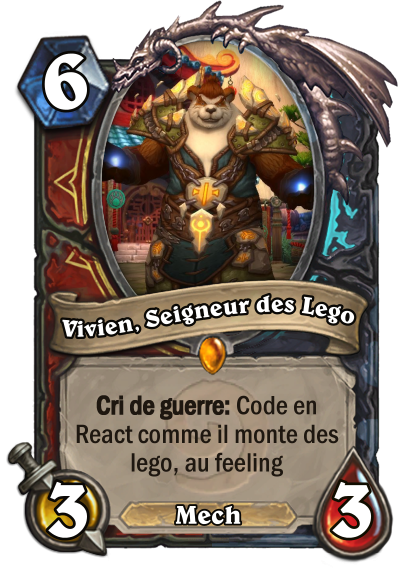 6
Vivien, Seigneur des Lego
Cri de guerre: Code en
React comme il monte des
lego, au feeling
3
Mech
3